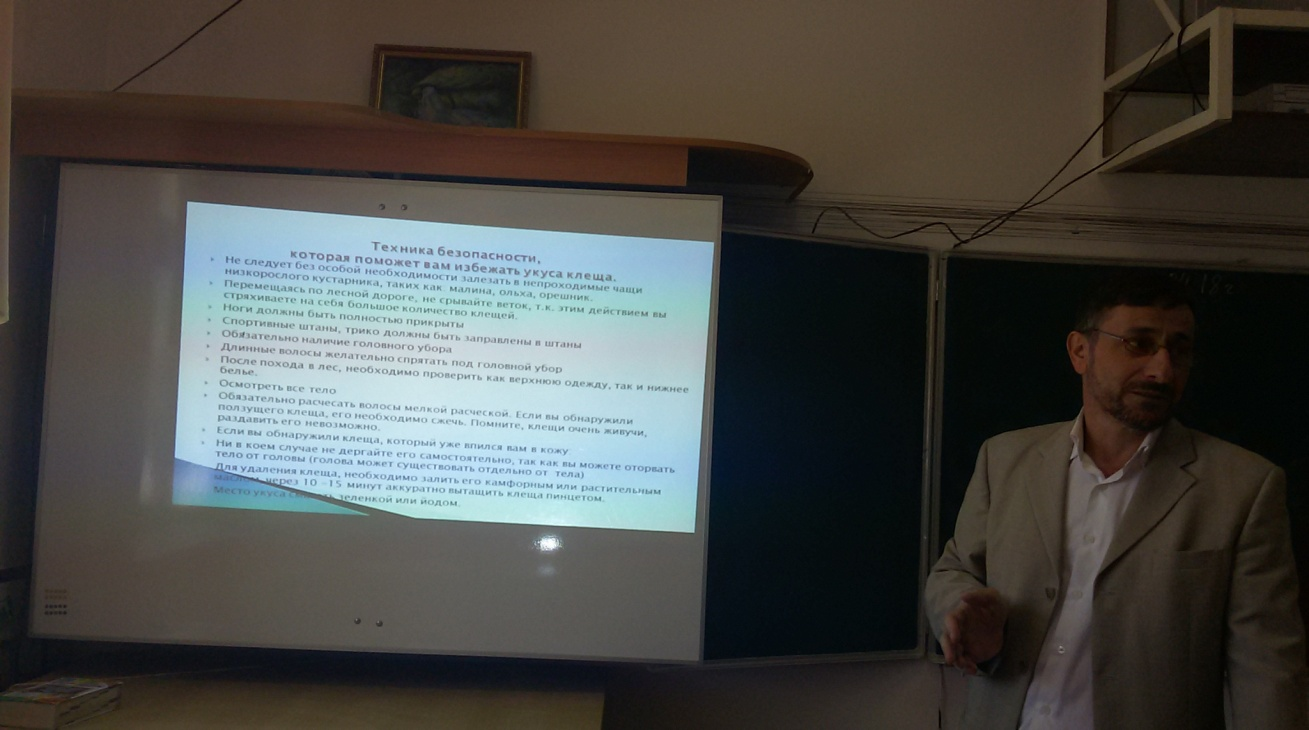 Техника безопасности,
которая поможет вам избежать укуса клеща.
Не следует без особой необходимости залезать в непроходимые чащи
низкорослого кустарника, таких как малина, ольха, орешник.
Перемещаясь по лесной дороге, не срывайте веток, т.к. этим действием вы
стряхиваете на себя большое количество клещей.
Ноги должны быть полностью прикрыты
Спортивные штаны, трико должны быть заправлены в штаны
Обязательно наличие головного убора
Длинные волосы желательно спрятать под головной убор
После похода в лес, необходимо проверить как верхнюю одежду, так и нижнее
белье.
Осмотреть все тело
Обязательно расчесать волосы мелкой расческой. Если вы обнаружили
ползущего клеща, его необходимо сжечь. Помните, клещи очень живучи,
раздавить его невозможно.
Если вы обнаружили клеща, который уже впился вам в кожу
Ни в коем случае не дергайте его самостоятельно, так как вы можете оторвать
тело от головы (голова может существовать отдельно от тела)
Для удаления клеща, необходимо залить его камфорным или растительным
маслом, через 10 -15 минут аккуратно вытащить клеща пинцетом.
Место укуса зеленкой или йодом.